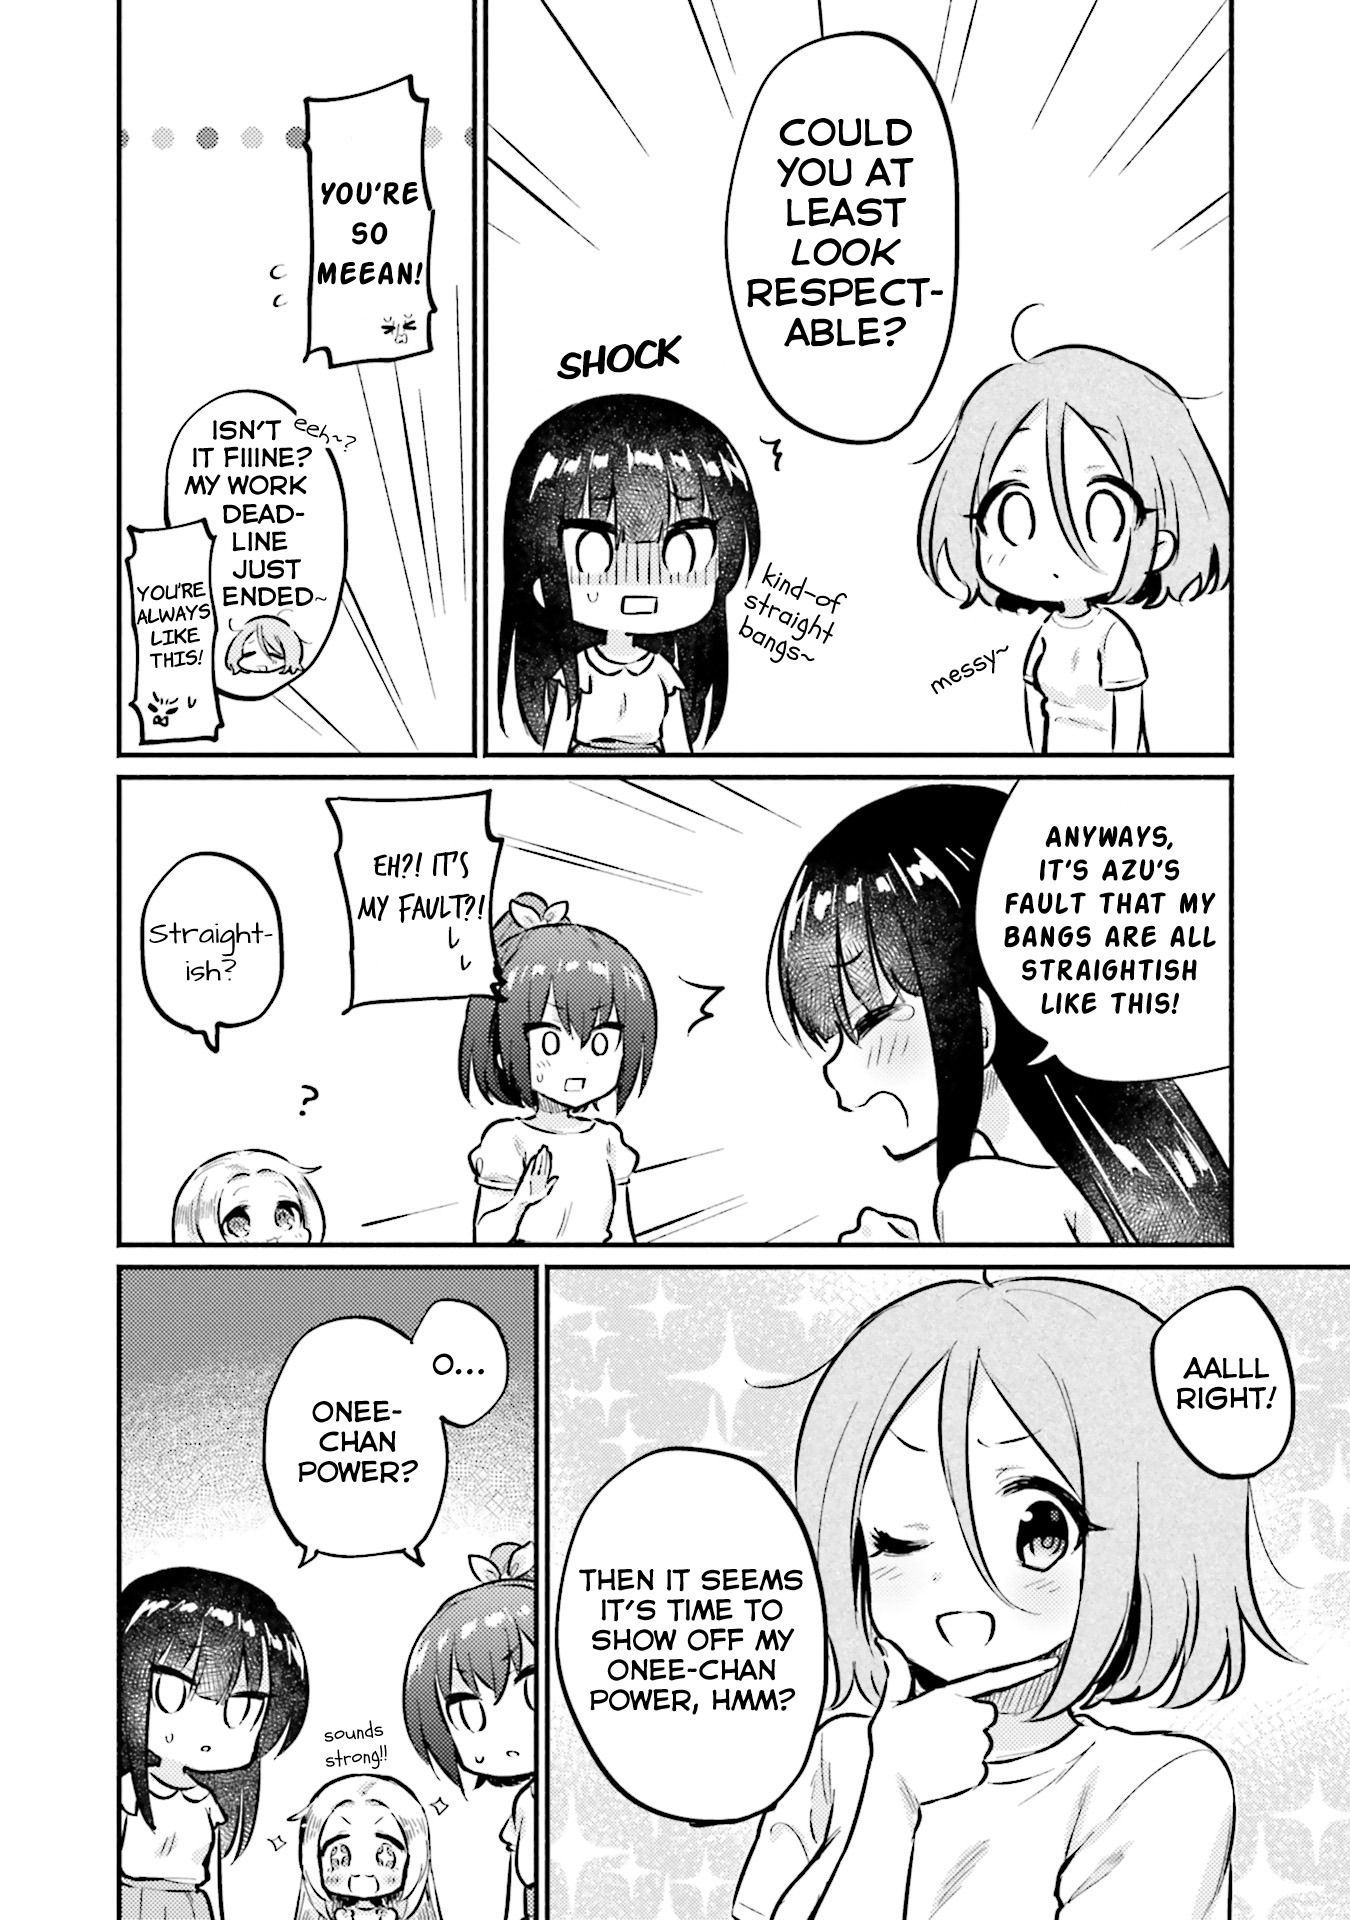 COULD
YOU AT
LEAST
LOOK
RESPECT-
ABLE?
SHOCK
kind-of
straight
bangs~
messy~
YOU'RE
SO
MEEAN!
ISN'T
IT FIIINE?
MY WORK
DEAD-
LINE
JUST
ENDED~
eeh~?
YOU'RE
ALWAYS
LIKE
THIS!
ANYWAYS,
IT'S AZU'S
FAULT THAT MY
BANGS ARE ALL
STRAIGHTISH
LIKE THIS!
EH?! IT'S
MY FAULT?!
Straight-
ish?
?
AALLL
RIGHT!
THEN IT SEEMS
IT'S TIME TO
SHOW OFF MY
ONEE-CHAN
POWER, HMM?
O...
ONEE-
CHAN
POWER?
sounds
strong!!